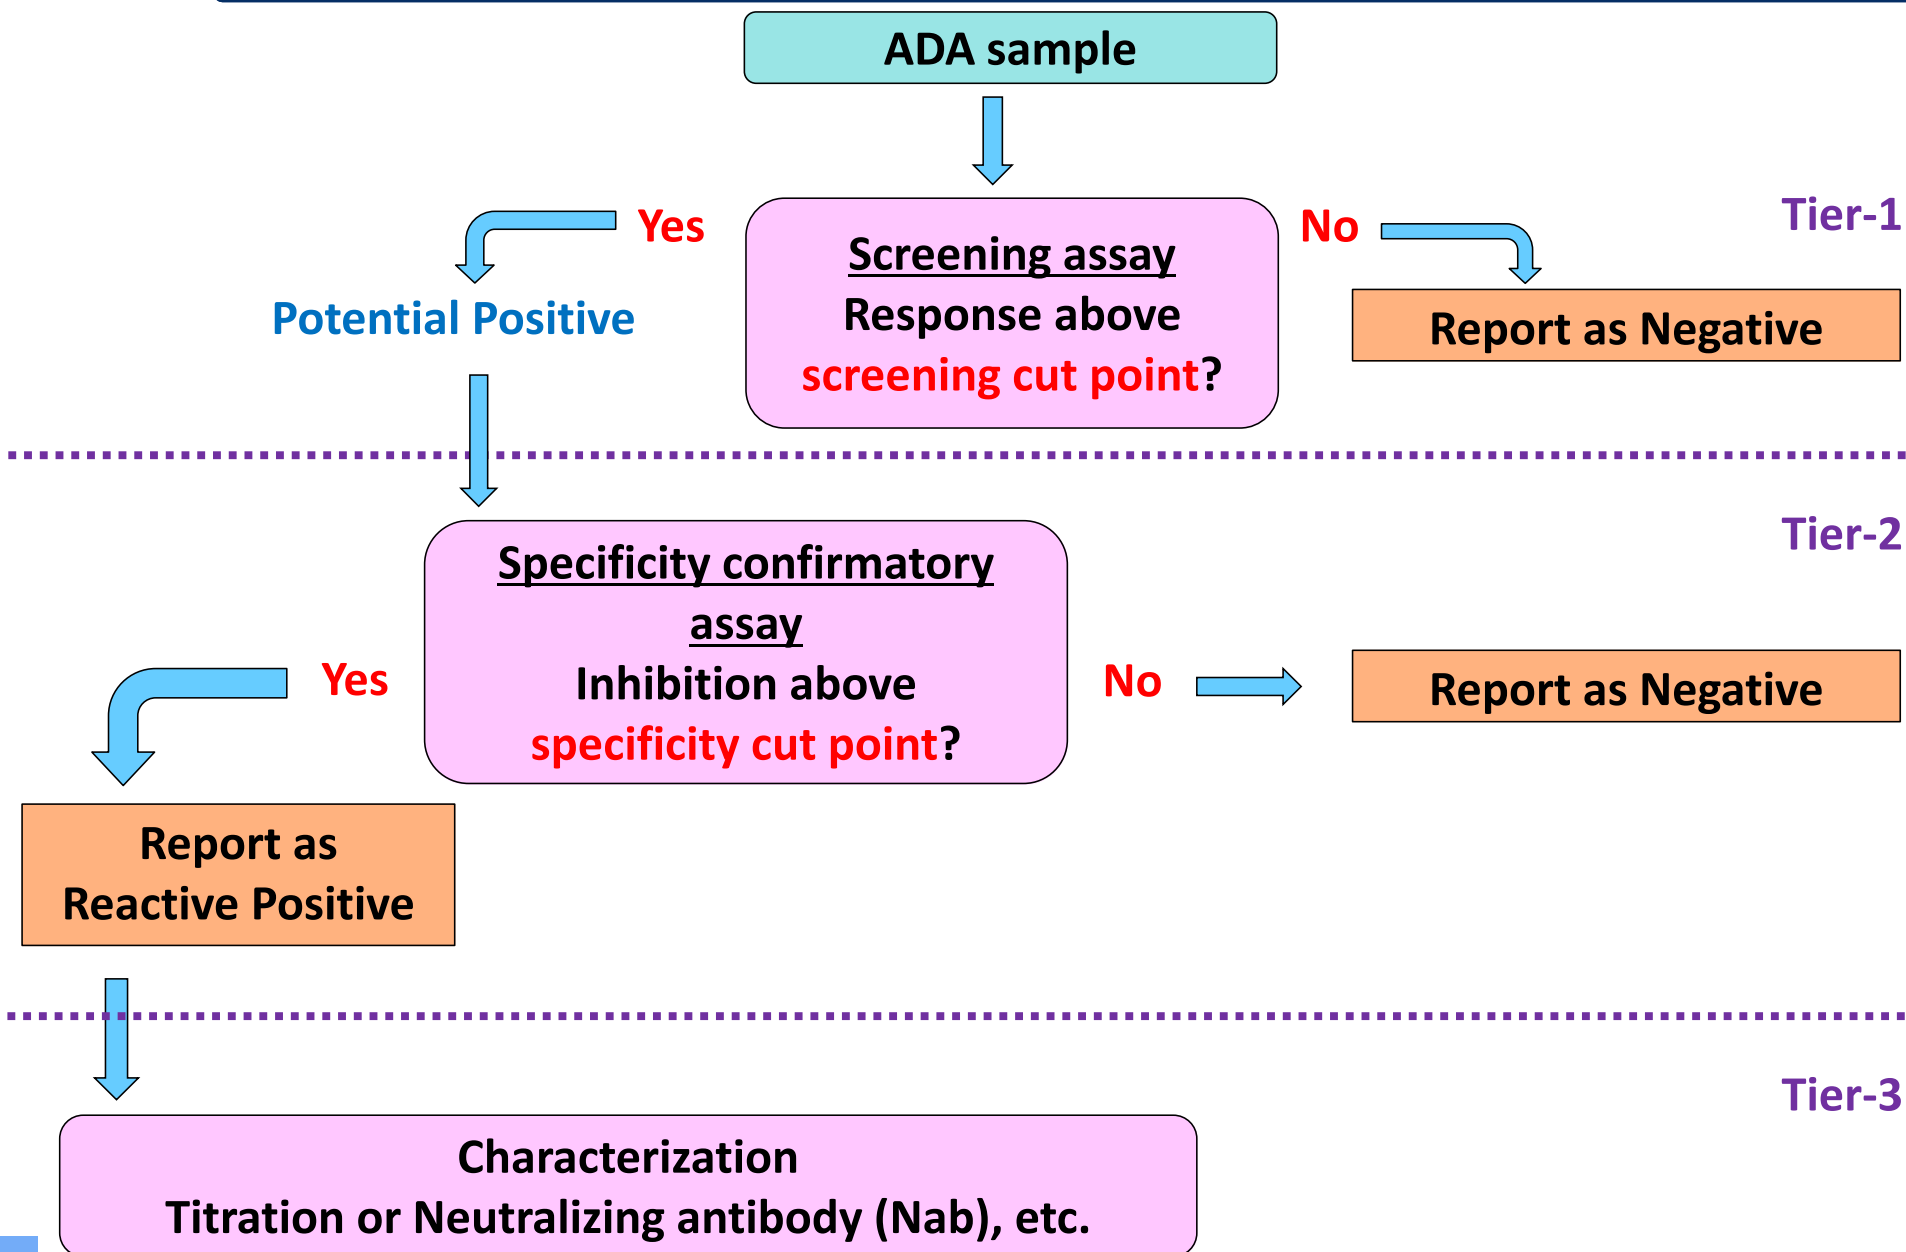 ADA sample
Yes
Screening assay
Response above
screening cut point?
No
Tier-1
Potential Positive
Report as Negative
Tier-2
Specificity confirmatory
assay
Inhibition above
specificity cut point?
Yes
No
Report as Negative
Report as
Reactive Positive
Tier-3
Characterization
Titration or Neutralizing antibody (Nab), etc.